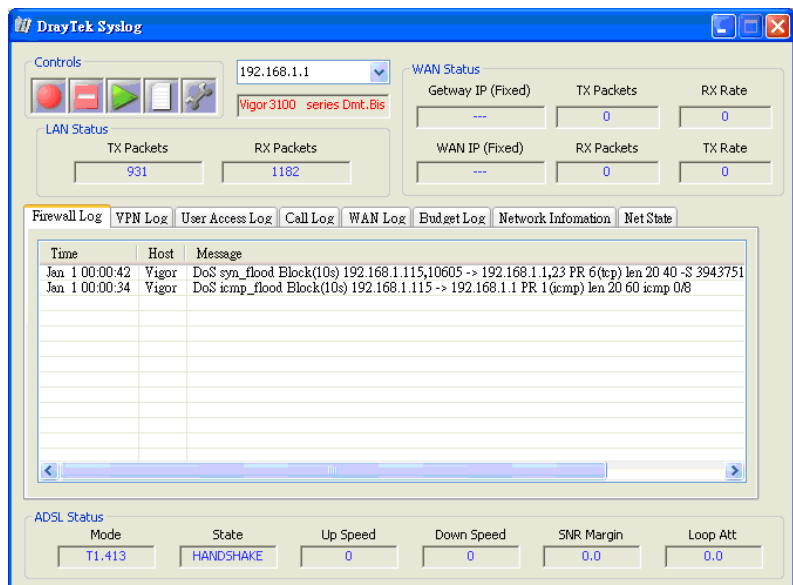 DrayTek Syslog
Controls
192.168.1.1
Vigor3100 series Dmt.Bis
LAN Status
TX Packets
RX Packets
931
1182
WAN Status
Getway IP (Fixed)
TX Packets
RX Rate
---
0
0
WAN IP (Fixed)
RX Packets
TX Rate
---
0
0
Firewall Log
VPN Log
User Access Log
Call Log
WAN Log
Budget Log
Network Infomation
Net State
Time
Host
Message
Jan 1 00:00:42 Vigor DoS syn_flood Block(10s) 192.168.1.115,10605 -> 192.168.1.1,23 PR 6(tcp) len 20 40 -S 3943751
Jan 1 00:00:34 Vigor DoS icmp_flood Block(10s) 192.168.1.115 -> 192.168.1.1 PR 1(icmp) len 20 60 icmp 0/8
ADSL Status
Mode
State
Up Speed
Down Speed
SNR Margin
Loop Att
T1.413
HANDSHAKE
0
0
0.0
0.0